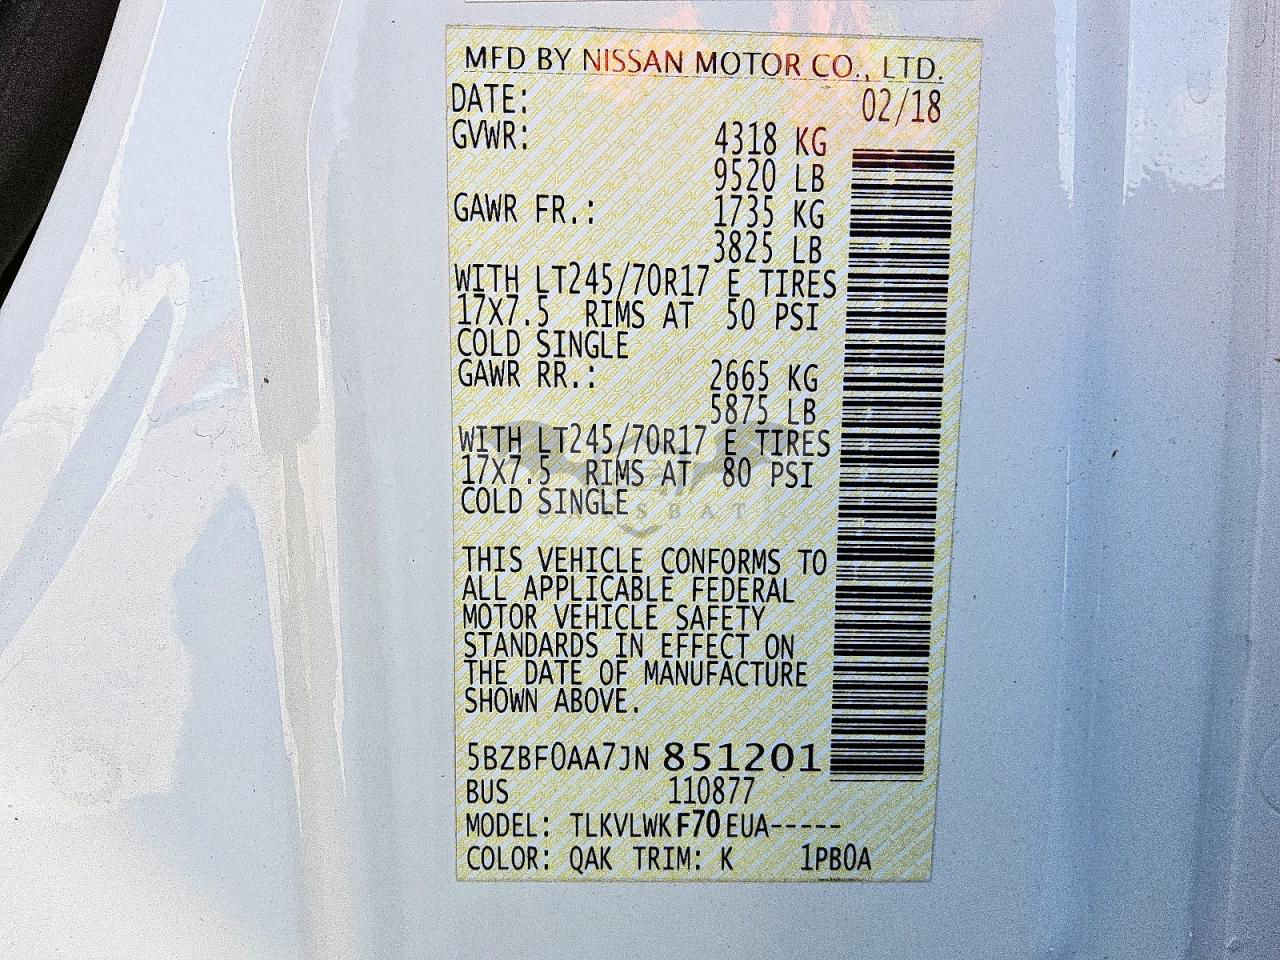 MFD BY NISSAN MOTOR CO., LTD.
DATE: 02/18
GVWR: 4318 KG
9520 LB
GAWR FR.: 1735 KG
3825 LB
WITH LT245/70R17 E TIRES
17X7.5 RIMS AT 50 PSI
COLD SINGLE
GAWR RR.: 2665 KG
5875 LB
WITH LT245/70R17 E TIRES
17X7.5 RIMS AT 80 PSI
COLD SINGLE
THIS VEHICLE CONFORMS TO
ALL APPLICABLE FEDERAL
MOTOR VEHICLE SAFETY
STANDARDS IN EFFECT ON
THE DATE OF MANUFACTURE
SHOWN ABOVE.
5BZBF0AA7JN 851201
BUS 110877
MODEL: TLKVLWKF70EUA-----
COLOR: QAK TRIM: K 1PB0A